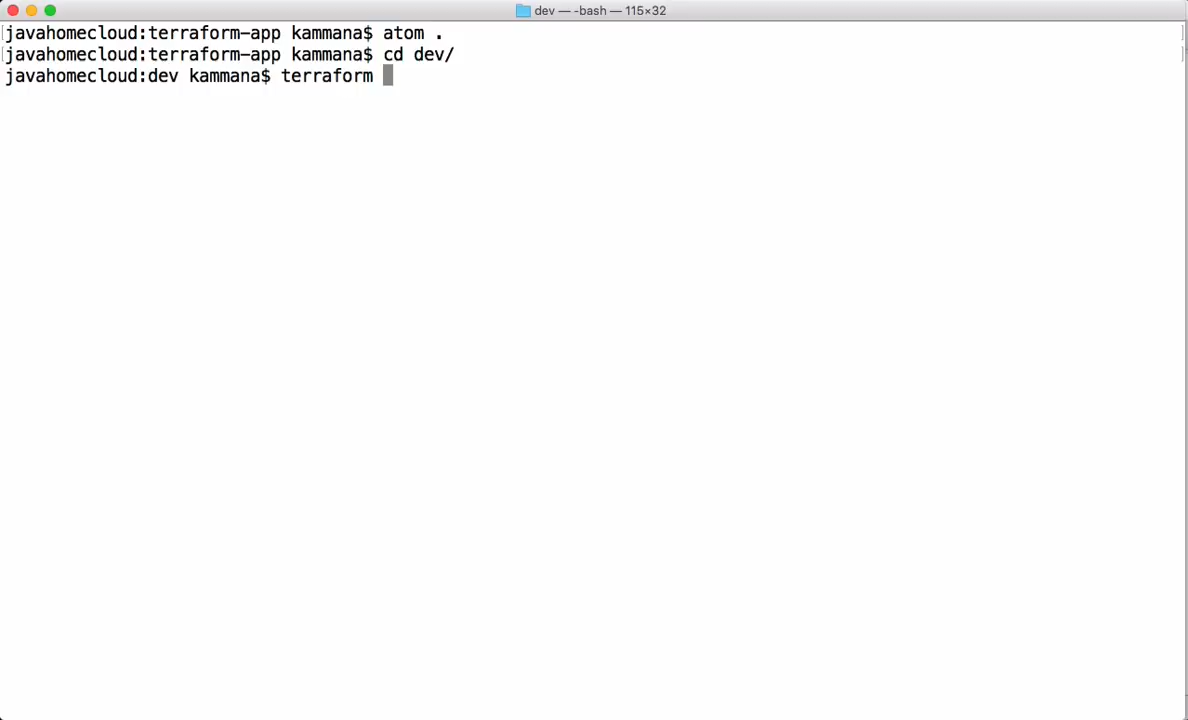 dev — -bash — 115×32
[javahomecloud:terraform-app kammana$ atom . ]
[javahomecloud:terraform-app kammana$ cd dev/ ]
javahomecloud:dev kammana$ terraform